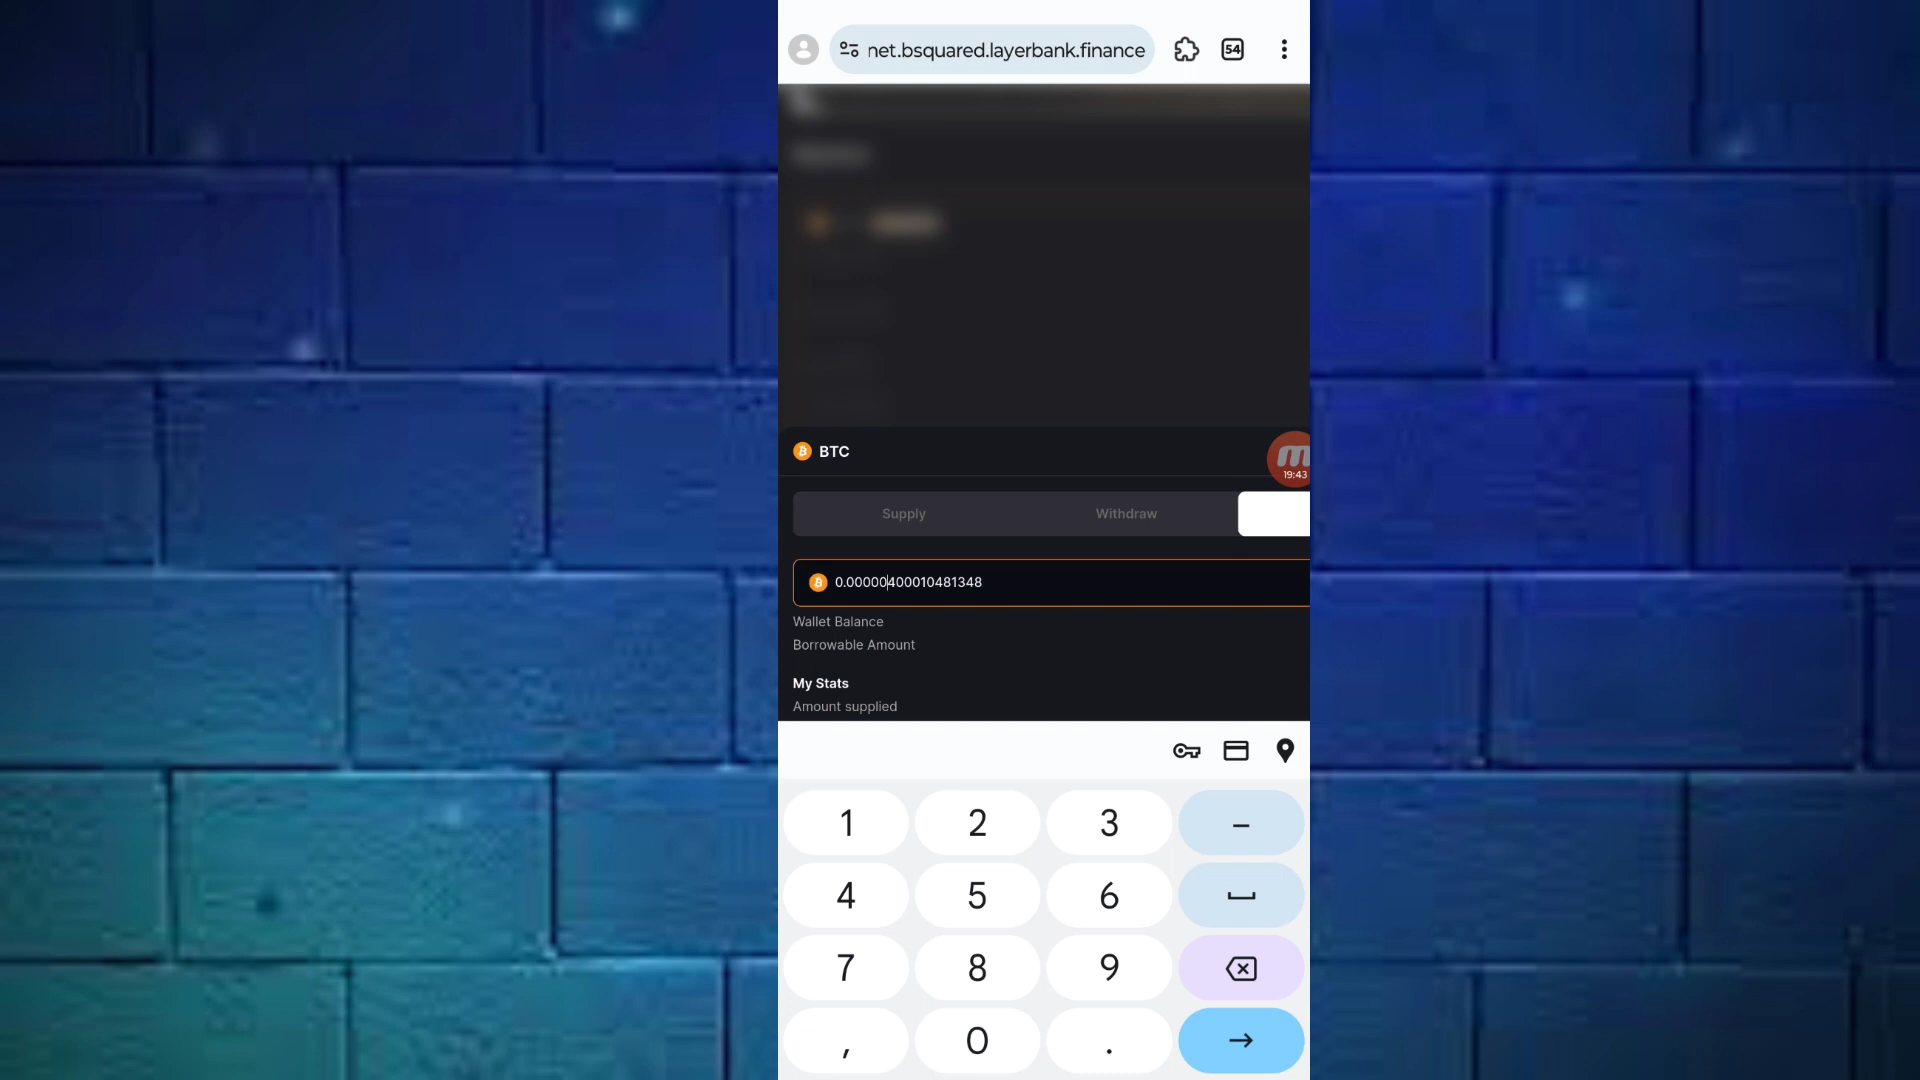 net.bsquared.layerbank.finance
54
BTC
19:43
Supply Withdraw
0.00000400010481348
Wallet Balance
Borrowable Amount
My Stats
Amount supplied
1 2 3 –
4 5 6
7 8 9
, 0 .